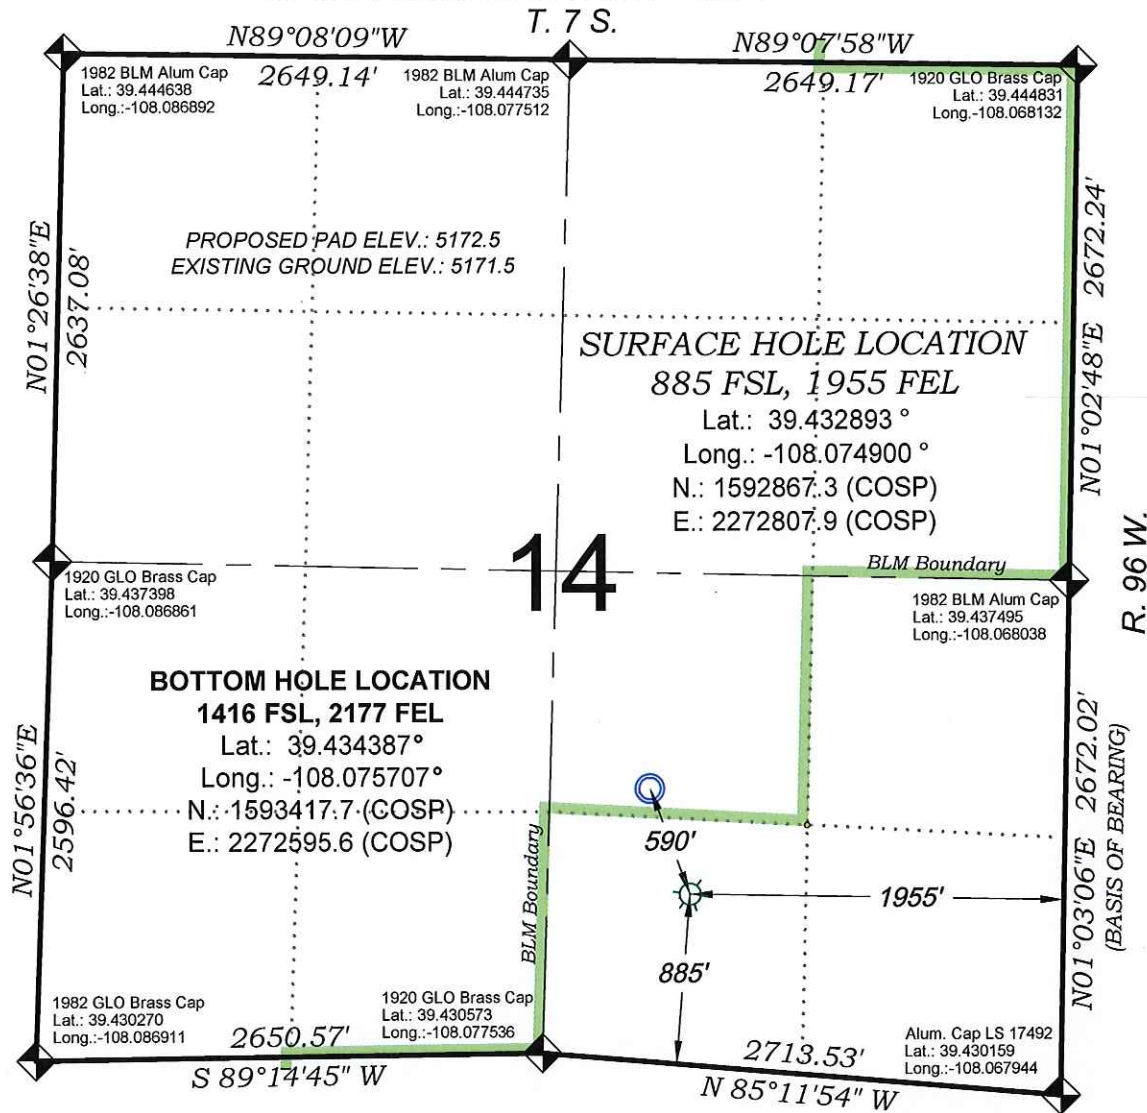 T. 7 S.
N89°08'09"W
N89°07'58"W
2649.14'
2649.17'
1982 BLM Alum Cap
Lat.: 39.444638
Long.:-108.086892
1982 BLM Alum Cap
Lat.: 39.444735
Long.:-108.077512
1920 GLO Brass Cap
Lat.: 39.444831
Long.-108.068132
N01°26'38"E
2637.08'
PROPOSED PAD ELEV.: 5172.5
EXISTING GROUND ELEV.: 5171.5
N01°02'48"E 2672.24'
SURFACE HOLE LOCATION
885 FSL, 1955 FEL
Lat.: 39.432893 °
Long.: -108.074900 °
N.: 1592867.3 (COSP)
E.: 2272807.9 (COSP)
R. 96 W.
14
BLM Boundary
1920 GLO Brass Cap
Lat.: 39.437398
Long.:-108.086861
1982 BLM Alum Cap
Lat.: 39.437495
Long.:-108.068038
BOTTOM HOLE LOCATION
1416 FSL, 2177 FEL
Lat.: 39.434387°
Long.: -108.075707°
N.: 1593417.7 (COSP)
E.: 2272595.6 (COSP)
N01°56'36"E
2596.42'
N01°03'06"E 2672.02'
(BASIS OF BEARING)
BLM Boundary
590'
1955'
885'
1982 GLO Brass Cap
Lat.: 39.430270
Long.:-108.086911
1920 GLO Brass Cap
Lat.: 39.430573
Long.:-108.077536
Alum. Cap LS 17492
Lat.: 39.430159
Long.:-108.067944
2650.57'
2713.53'
S 89°14'45" W
N 85°11'54" W